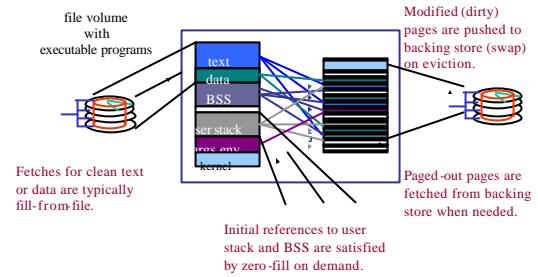 file volume
with
executable programs
Modified (dirty)
pages are pushed to
backing store (swap)
on eviction.
text
data
BSS
user stack
args, env
kernel
Fetches for clean text
or data are typically
fill-from-file.
Paged-out pages are
fetched from backing
store when needed.
Initial references to user
stack and BSS are satisfied
by zero-fill on demand.